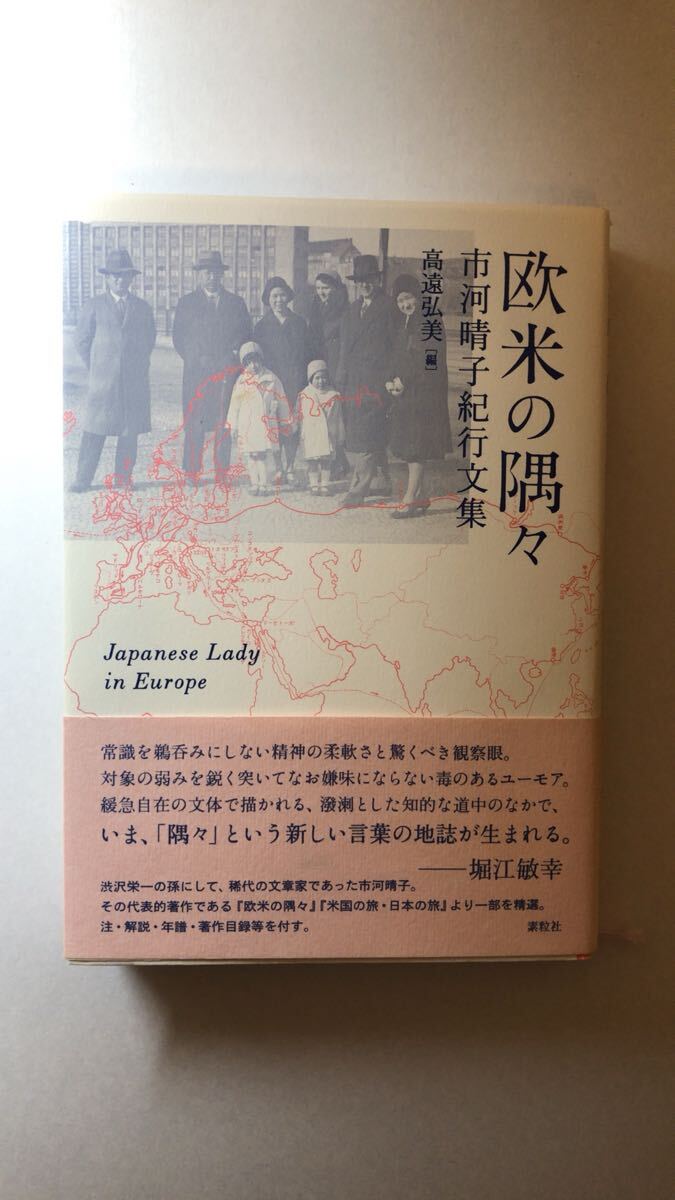 欧米の隅々
市河晴子紀行文集
高遠弘美［編］
Japanese Lady
in Europe
常識を鵜呑みにしない精神の柔軟さと驚くべき観察眼。
対象の弱みを鋭く突いてなお嫌味にならない毒のあるユーモア。
緩急自在の文体で描かれる、潑溂とした知的な道中のなかで、
いま、「隅々」という新しい言葉の地誌が生まれる。
——堀江敏幸
渋沢栄一の孫にして、稀代の文章家であった市河晴子。
その代表的著作である『欧米の隅々』『米国の旅・日本の旅』より一部を精選。
注・解説・年譜・著作目録等を付す。
素粒社